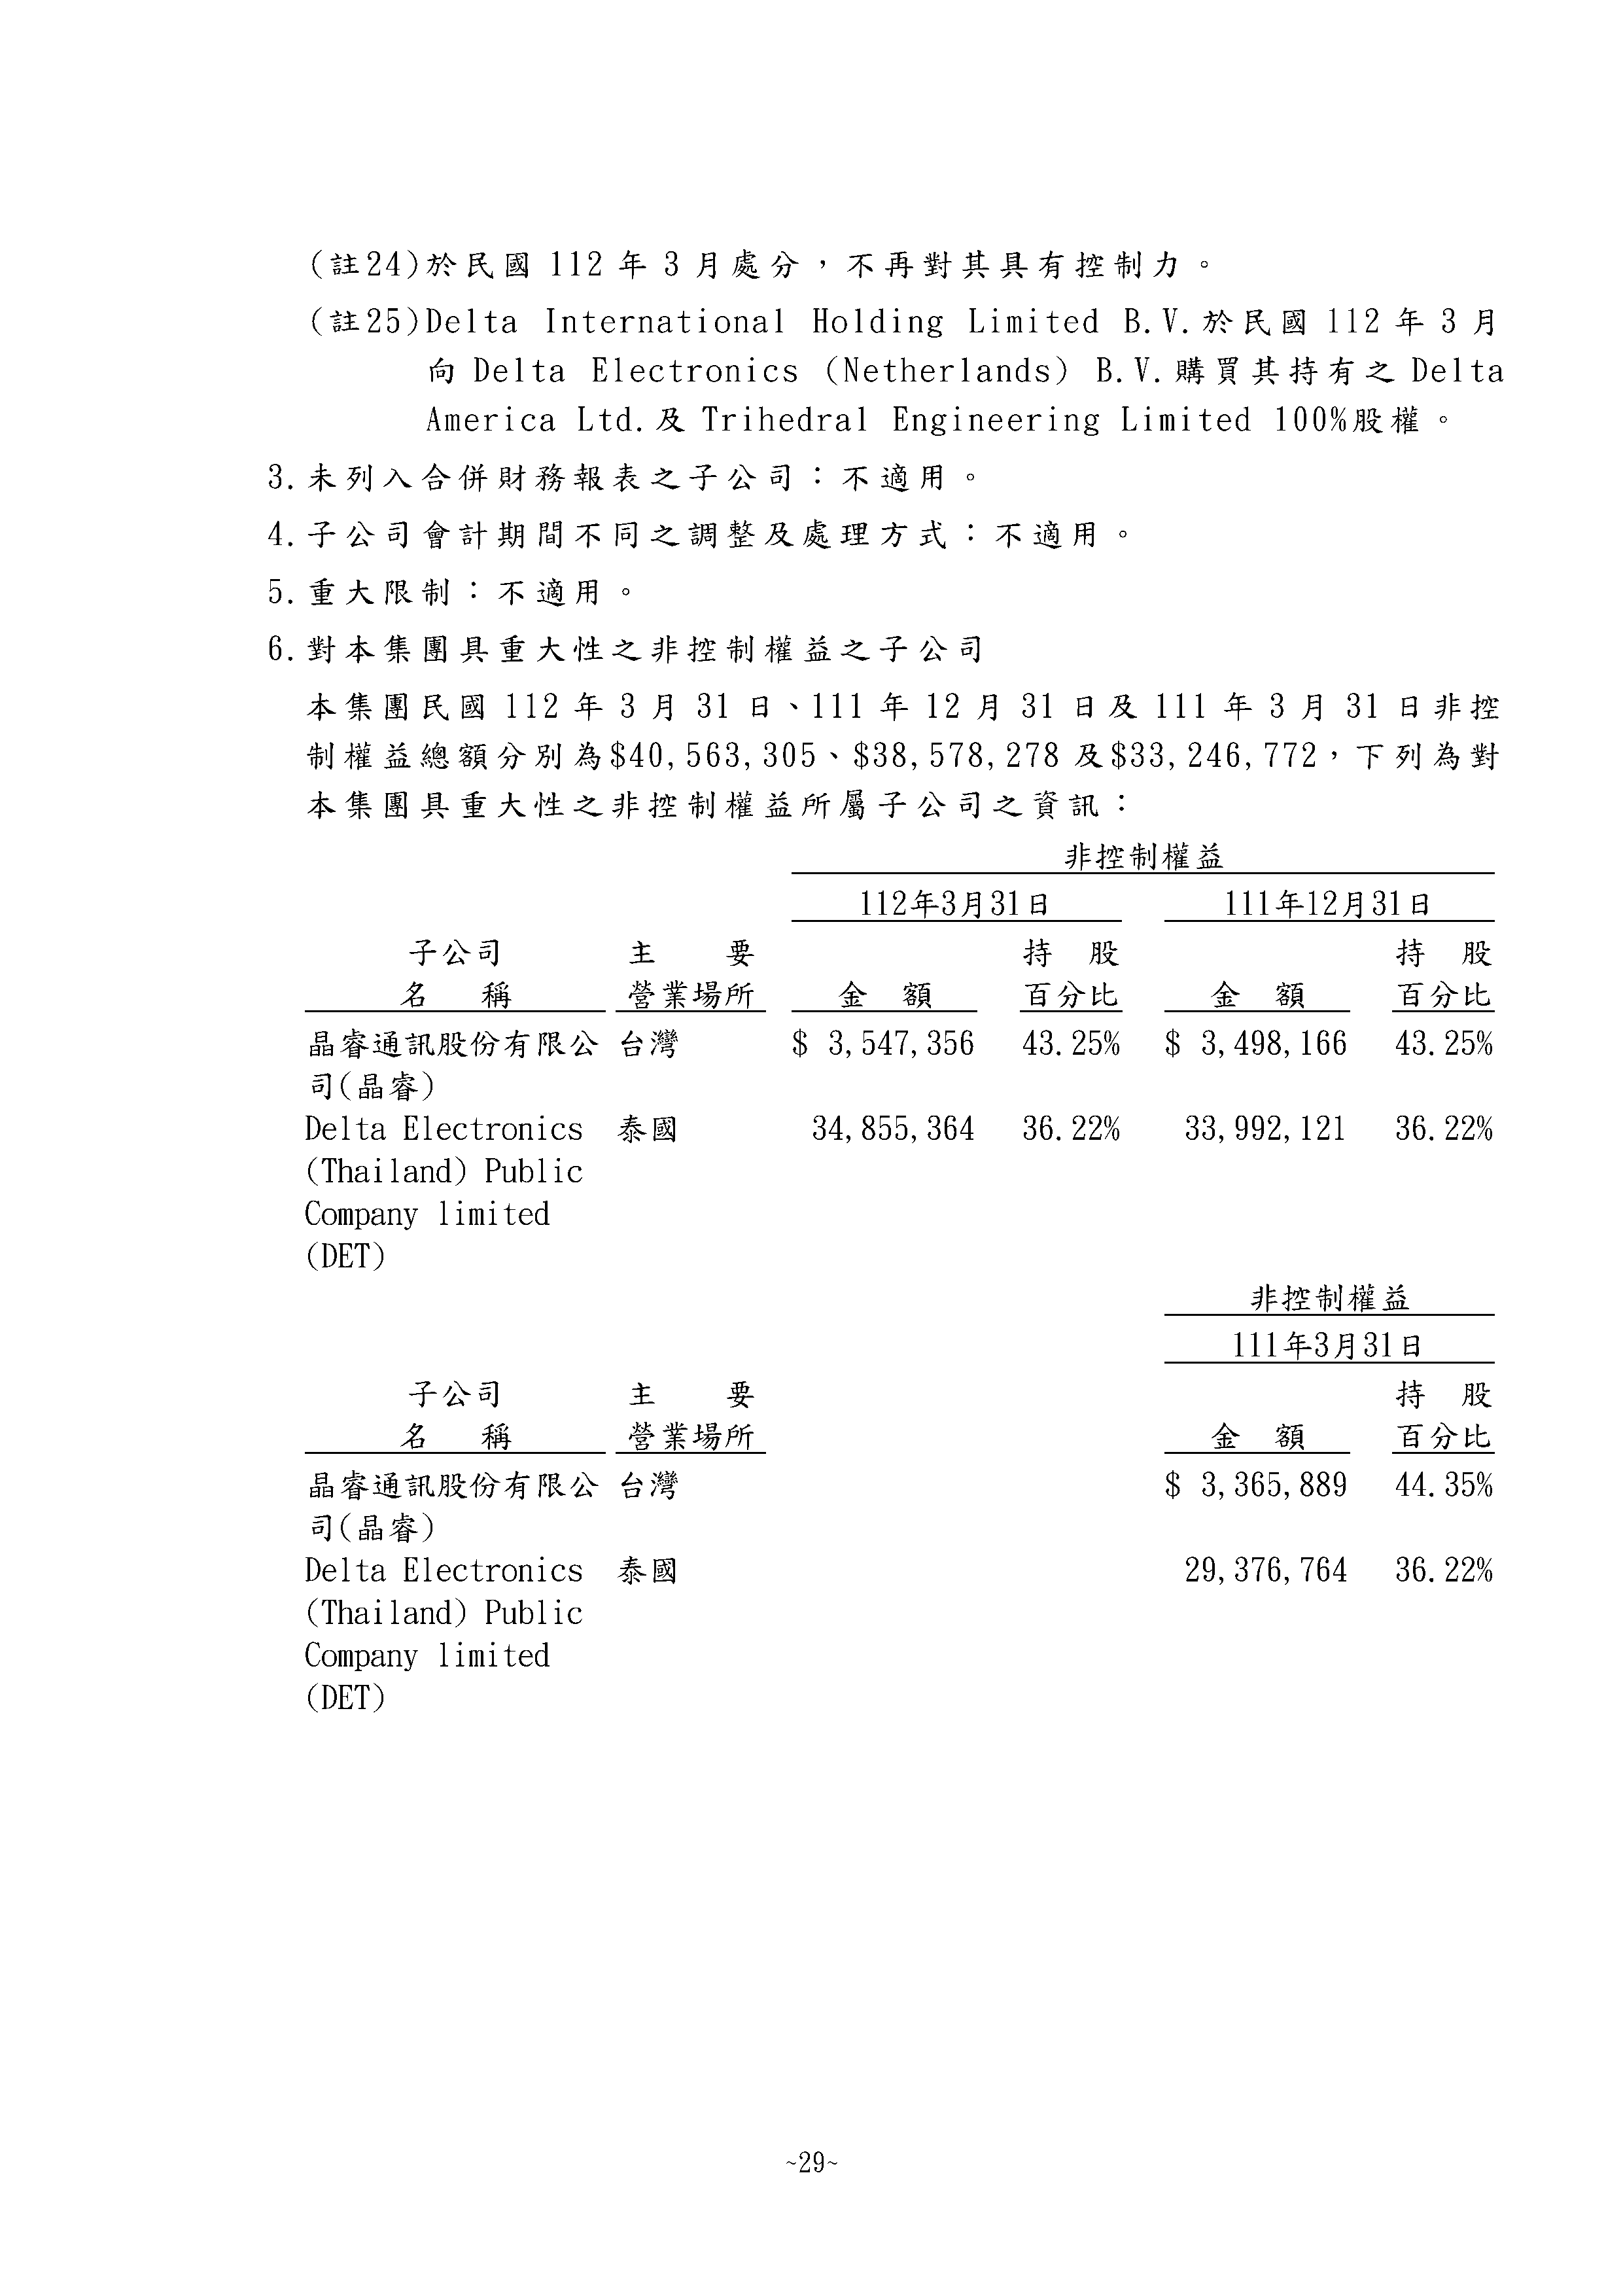 (註24)於民國 112 年 3 月處分，不再對其具有控制力。
(註25)Delta International Holding Limited B.V.於民國 112 年 3 月
向 Delta Electronics (Netherlands) B.V.購買其持有之 Delta
America Ltd.及 Trihedral Engineering Limited 100%股權。
3.未列入合併財務報表之子公司：不適用。
4.子公司會計期間不同之調整及處理方式：不適用。
5.重大限制：不適用。
6.對本集團具重大性之非控制權益之子公司
本集團民國 112 年 3 月 31 日、111 年 12 月 31 日及 111 年 3 月 31 日非控
制權益總額分別為$40,563,305、$38,578,278 及$33,246,772，下列為對
本集團具重大性之非控制權益所屬子公司之資訊：
非控制權益
112年3月31日 111年12月31日
子公司 主 要 持 股 持 股
名 稱 營業場所 金 額 百分比 金 額 百分比
晶睿通訊股份有限公 台灣 $ 3,547,356 43.25% $ 3,498,166 43.25%
司(晶睿)
Delta Electronics 泰國 34,855,364 36.22% 33,992,121 36.22%
(Thailand) Public
Company limited
(DET)
非控制權益
111年3月31日
子公司 主 要 持 股
名 稱 營業場所 金 額 百分比
晶睿通訊股份有限公 台灣 $ 3,365,889 44.35%
司(晶睿)
Delta Electronics 泰國 29,376,764 36.22%
(Thailand) Public
Company limited
(DET)
~29~